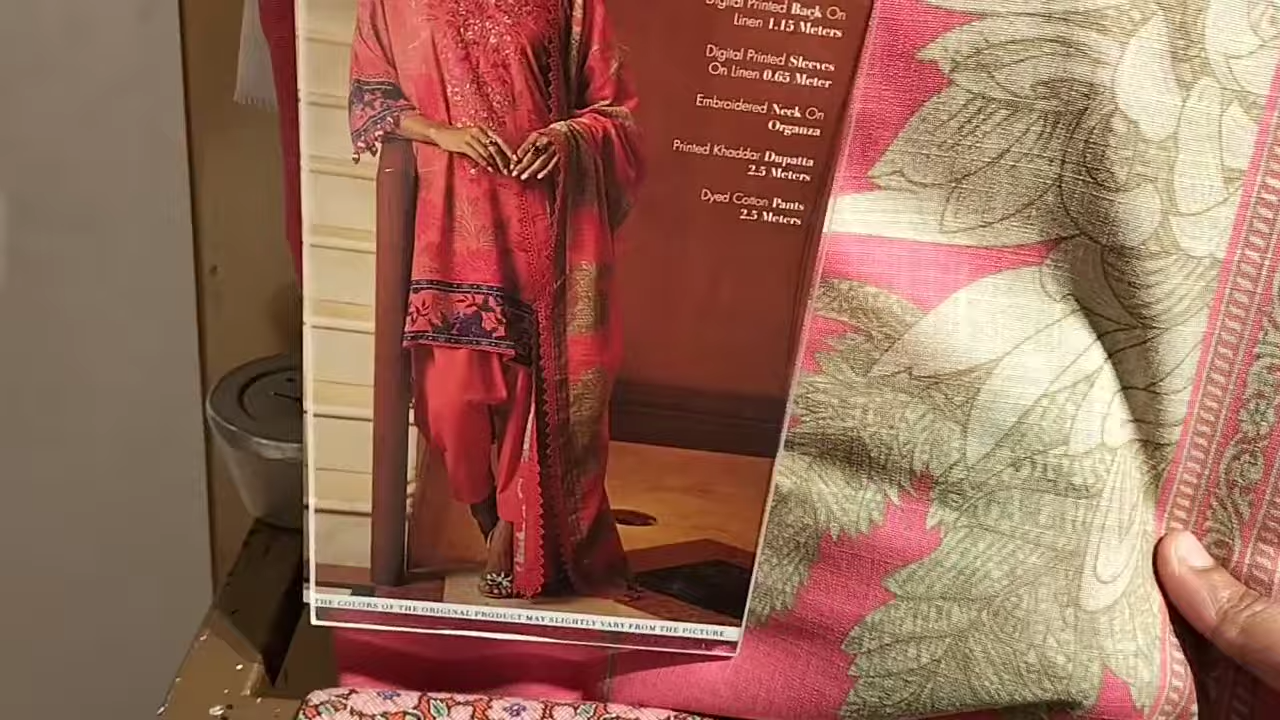 Digital Printed Back On
Linen 1.15 Meters
Digital Printed Sleeves
On Linen 0.65 Meter
Embroidered Neck On
Organza
Printed Khaddar Dupatta
2.5 Meters
Dyed Cotton Pants
2.5 Meters
THE COLORS OF THE ORIGINAL PRODUCT MAY SLIGHTLY VARY FROM THE PICTURE